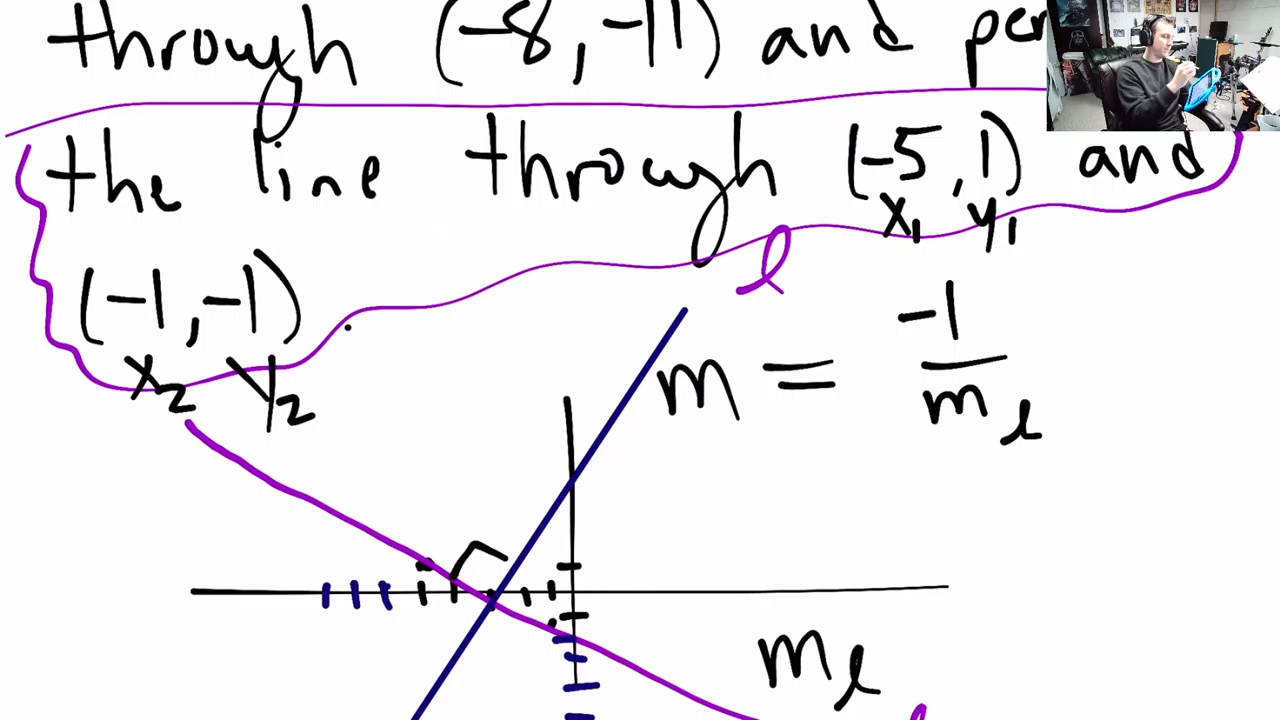 through (-8, -11) and per
the line through (-5, 1) and
x₁ y₁
l
(-1, -1)
x₂ y₂
m = -1/mₗ
mₗ